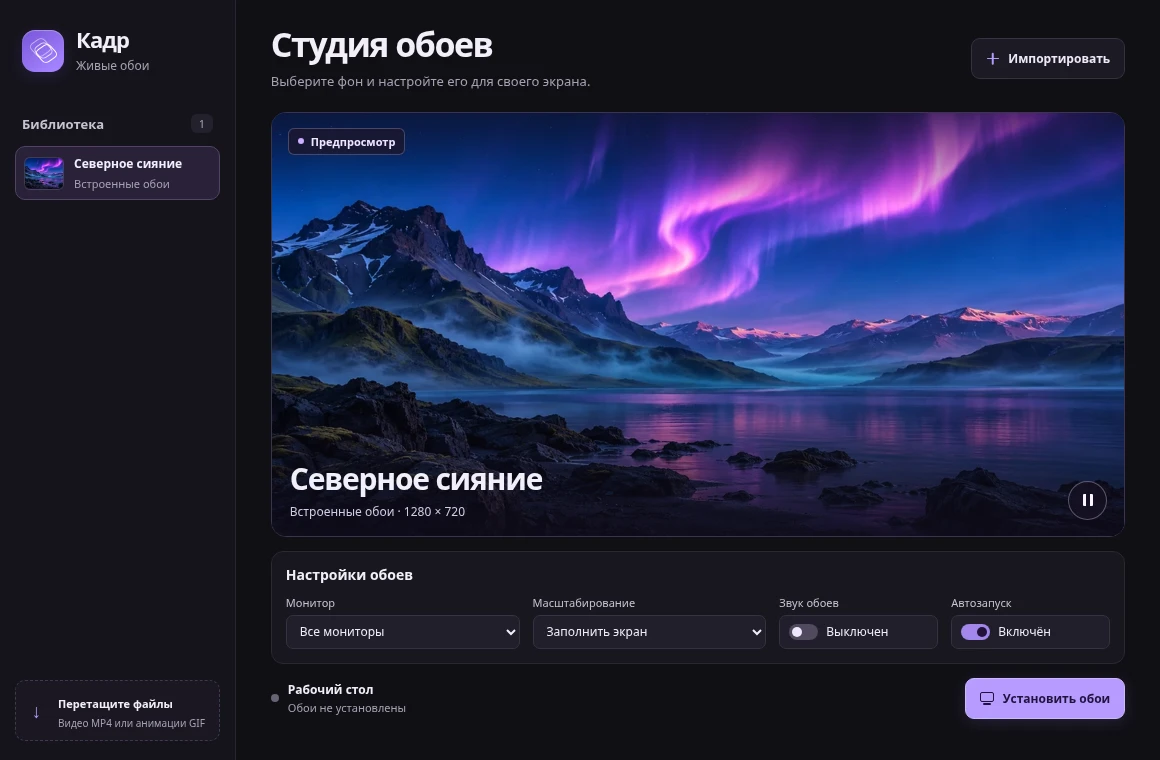 Кадр
Живые обои
Библиотека
1
Северное сияние
Встроенные обои
Перетащите файлы
Видео MP4 или анимации GIF
Студия обоев
Выберите фон и настройте его для своего экрана.
Импортировать
Предпросмотр
Северное сияние
Встроенные обои · 1280 × 720
Настройки обоев
Монитор
Масштабирование
Звук обоев
Автозапуск
Все мониторы
Заполнить экран
Выключен
Включён
Рабочий стол
Обои не установлены
Установить обои